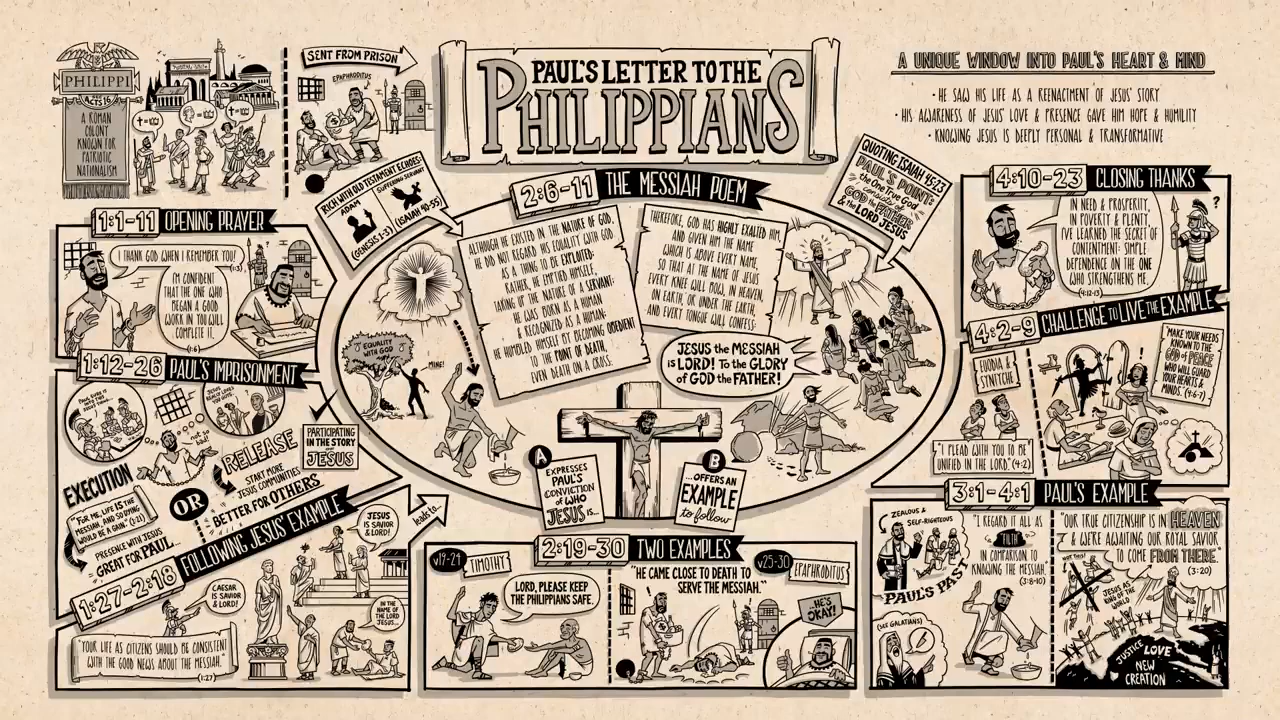 PHILIPPI
ACTS 16
A ROMAN
COLONY
KNOWN FOR
PATRIOTIC
NATIONALISM
SENT FROM PRISON
EPAPHRODITUS
PAUL'S LETTER TO THE
PHILIPPIANS
A UNIQUE WINDOW INTO PAUL'S HEART & MIND
• HE SAW HIS LIFE AS A REENACTMENT OF JESUS' STORY
• HIS AWARENESS OF JESUS' LOVE & PRESENCE GAVE HIM HOPE & HUMILITY
• KNOWING JESUS IS DEEPLY PERSONAL & TRANSFORMATIVE
1:1-11 OPENING PRAYER
I THANK GOD WHEN I REMEMBER YOU!
(1:3)
I'M CONFIDENT
THAT THE ONE WHO
BEGAN A GOOD
WORK IN YOU WILL
COMPLETE IT.
(1:6)
1:12-26 PAUL'S IMPRISONMENT
EXECUTION
OR
RELEASE
"FOR ME, LIFE IS THE
MESSIAH, AND SO DYING
WOULD BE A GAIN." (1:21)
PRESENCE WITH JESUS
= GREAT FOR PAUL...
START MORE
JESUS COMMUNITIES
= BETTER FOR OTHERS
PARTICIPATING
IN THE STORY
OF
JESUS
1:27-2:18 FOLLOWING JESUS' EXAMPLE
CAESAR
IS SAVIOR
& LORD!
JESUS
IS SAVIOR
& LORD!
IN THE
NAME OF
THE LORD
JESUS...
"YOUR LIFE AS CITIZENS SHOULD BE CONSISTENT
WITH THE GOOD NEWS ABOUT THE MESSIAH."
(1:27)
leads to...
2:6-11 THE MESSIAH POEM
RICH WITH OLD TESTAMENT ECHOES:
ADAM
(GENESIS 1-3)
SUFFERING SERVANT
(ISAIAH 40-55)
ALTHOUGH HE EXISTED IN THE NATURE OF GOD,
HE DID NOT REGARD HIS EQUALITY WITH GOD
AS A THING TO BE EXPLOITED;
RATHER, HE EMPTIED HIMSELF,
TAKING UP THE NATURE OF A SERVANT;
HE WAS BORN AS A HUMAN
& RECOGNIZED AS A HUMAN;
HE HUMBLED HIMSELF BY BECOMING OBEDIENT
TO THE POINT OF DEATH,
EVEN DEATH ON A CROSS.
THEREFORE, GOD HAS HIGHLY EXALTED HIM,
AND GIVEN HIM THE NAME
WHICH IS ABOVE EVERY NAME,
SO THAT AT THE NAME OF JESUS
EVERY KNEE WILL BOW, IN HEAVEN,
ON EARTH, OR UNDER THE EARTH,
AND EVERY TONGUE WILL CONFESS:
JESUS the MESSIAH
is LORD! To the GLORY
of GOD the FATHER!
QUOTING ISAIAH 45:23
PAUL'S POINT:
the One True God
is
GOD the FATHER
& the LORD JESUS
EQUALITY
WITH GOD
MINE!
A
EXPRESSES
PAUL'S
CONVICTION
of WHO
JESUS IS...
B
...OFFERS AN
EXAMPLE
to follow
2:19-30 TWO EXAMPLES
v19-24 TIMOTHY
LORD, PLEASE KEEP
THE PHILIPPIANS SAFE.
"HE CAME CLOSE TO DEATH TO
SERVE THE MESSIAH."
v25-30
EPAPHRODITUS
...HE'S
OKAY!
4:10-23 CLOSING THANKS
IN NEED & PROSPERITY,
IN POVERTY & PLENTY,
I'VE LEARNED THE SECRET OF
CONTENTMENT: SIMPLE
DEPENDENCE ON THE ONE
WHO STRENGTHENS ME.
(4:12-13)
?
4:2-9 CHALLENGE TO LIVE THE EXAMPLE
EUODIA &
SYNTYCHE
"I PLEAD WITH YOU TO BE
UNIFIED IN THE LORD" (4:2)
"MAKE YOUR NEEDS
KNOWN TO THE
GOD of PEACE
WHO WILL GUARD
YOUR HEARTS &
MINDS." (4:6-7)
3:1-4:1 PAUL'S EXAMPLE
ZEALOUS &
SELF-RIGHTEOUS
PAUL'S PAST
(SEE GALATIANS)
"I REGARD IT ALL AS
"FILTH"
IN COMPARISON TO
KNOWING THE MESSIAH."
(3:8-10)
"OUR TRUE CITIZENSHIP IS IN HEAVEN
& WE'RE AWAITING OUR ROYAL SAVIOR
TO COME FROM THERE."
(3:20)
NOT THIS!
JESUS
KING OF THE
WORLD
JUSTICE
LOVE
NEW
CREATION